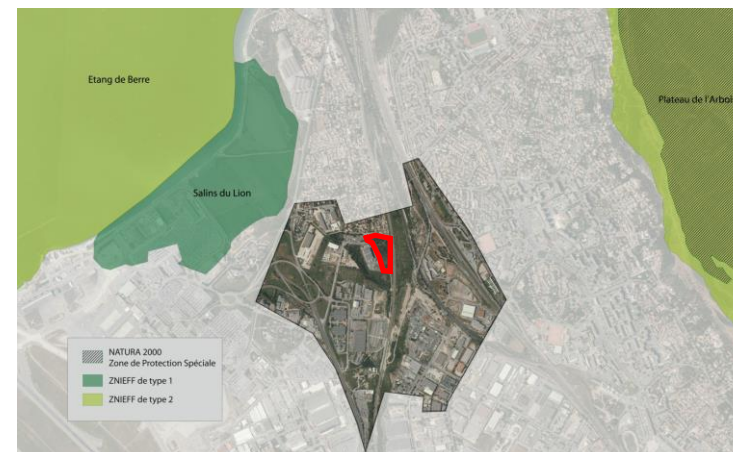 Etang de Berre
Plateau de l'Arboi
Salins du Lion
NATURA 2000
Zone de Protection Spéciale
ZNIEFF de type 1
ZNIEFF de type 2